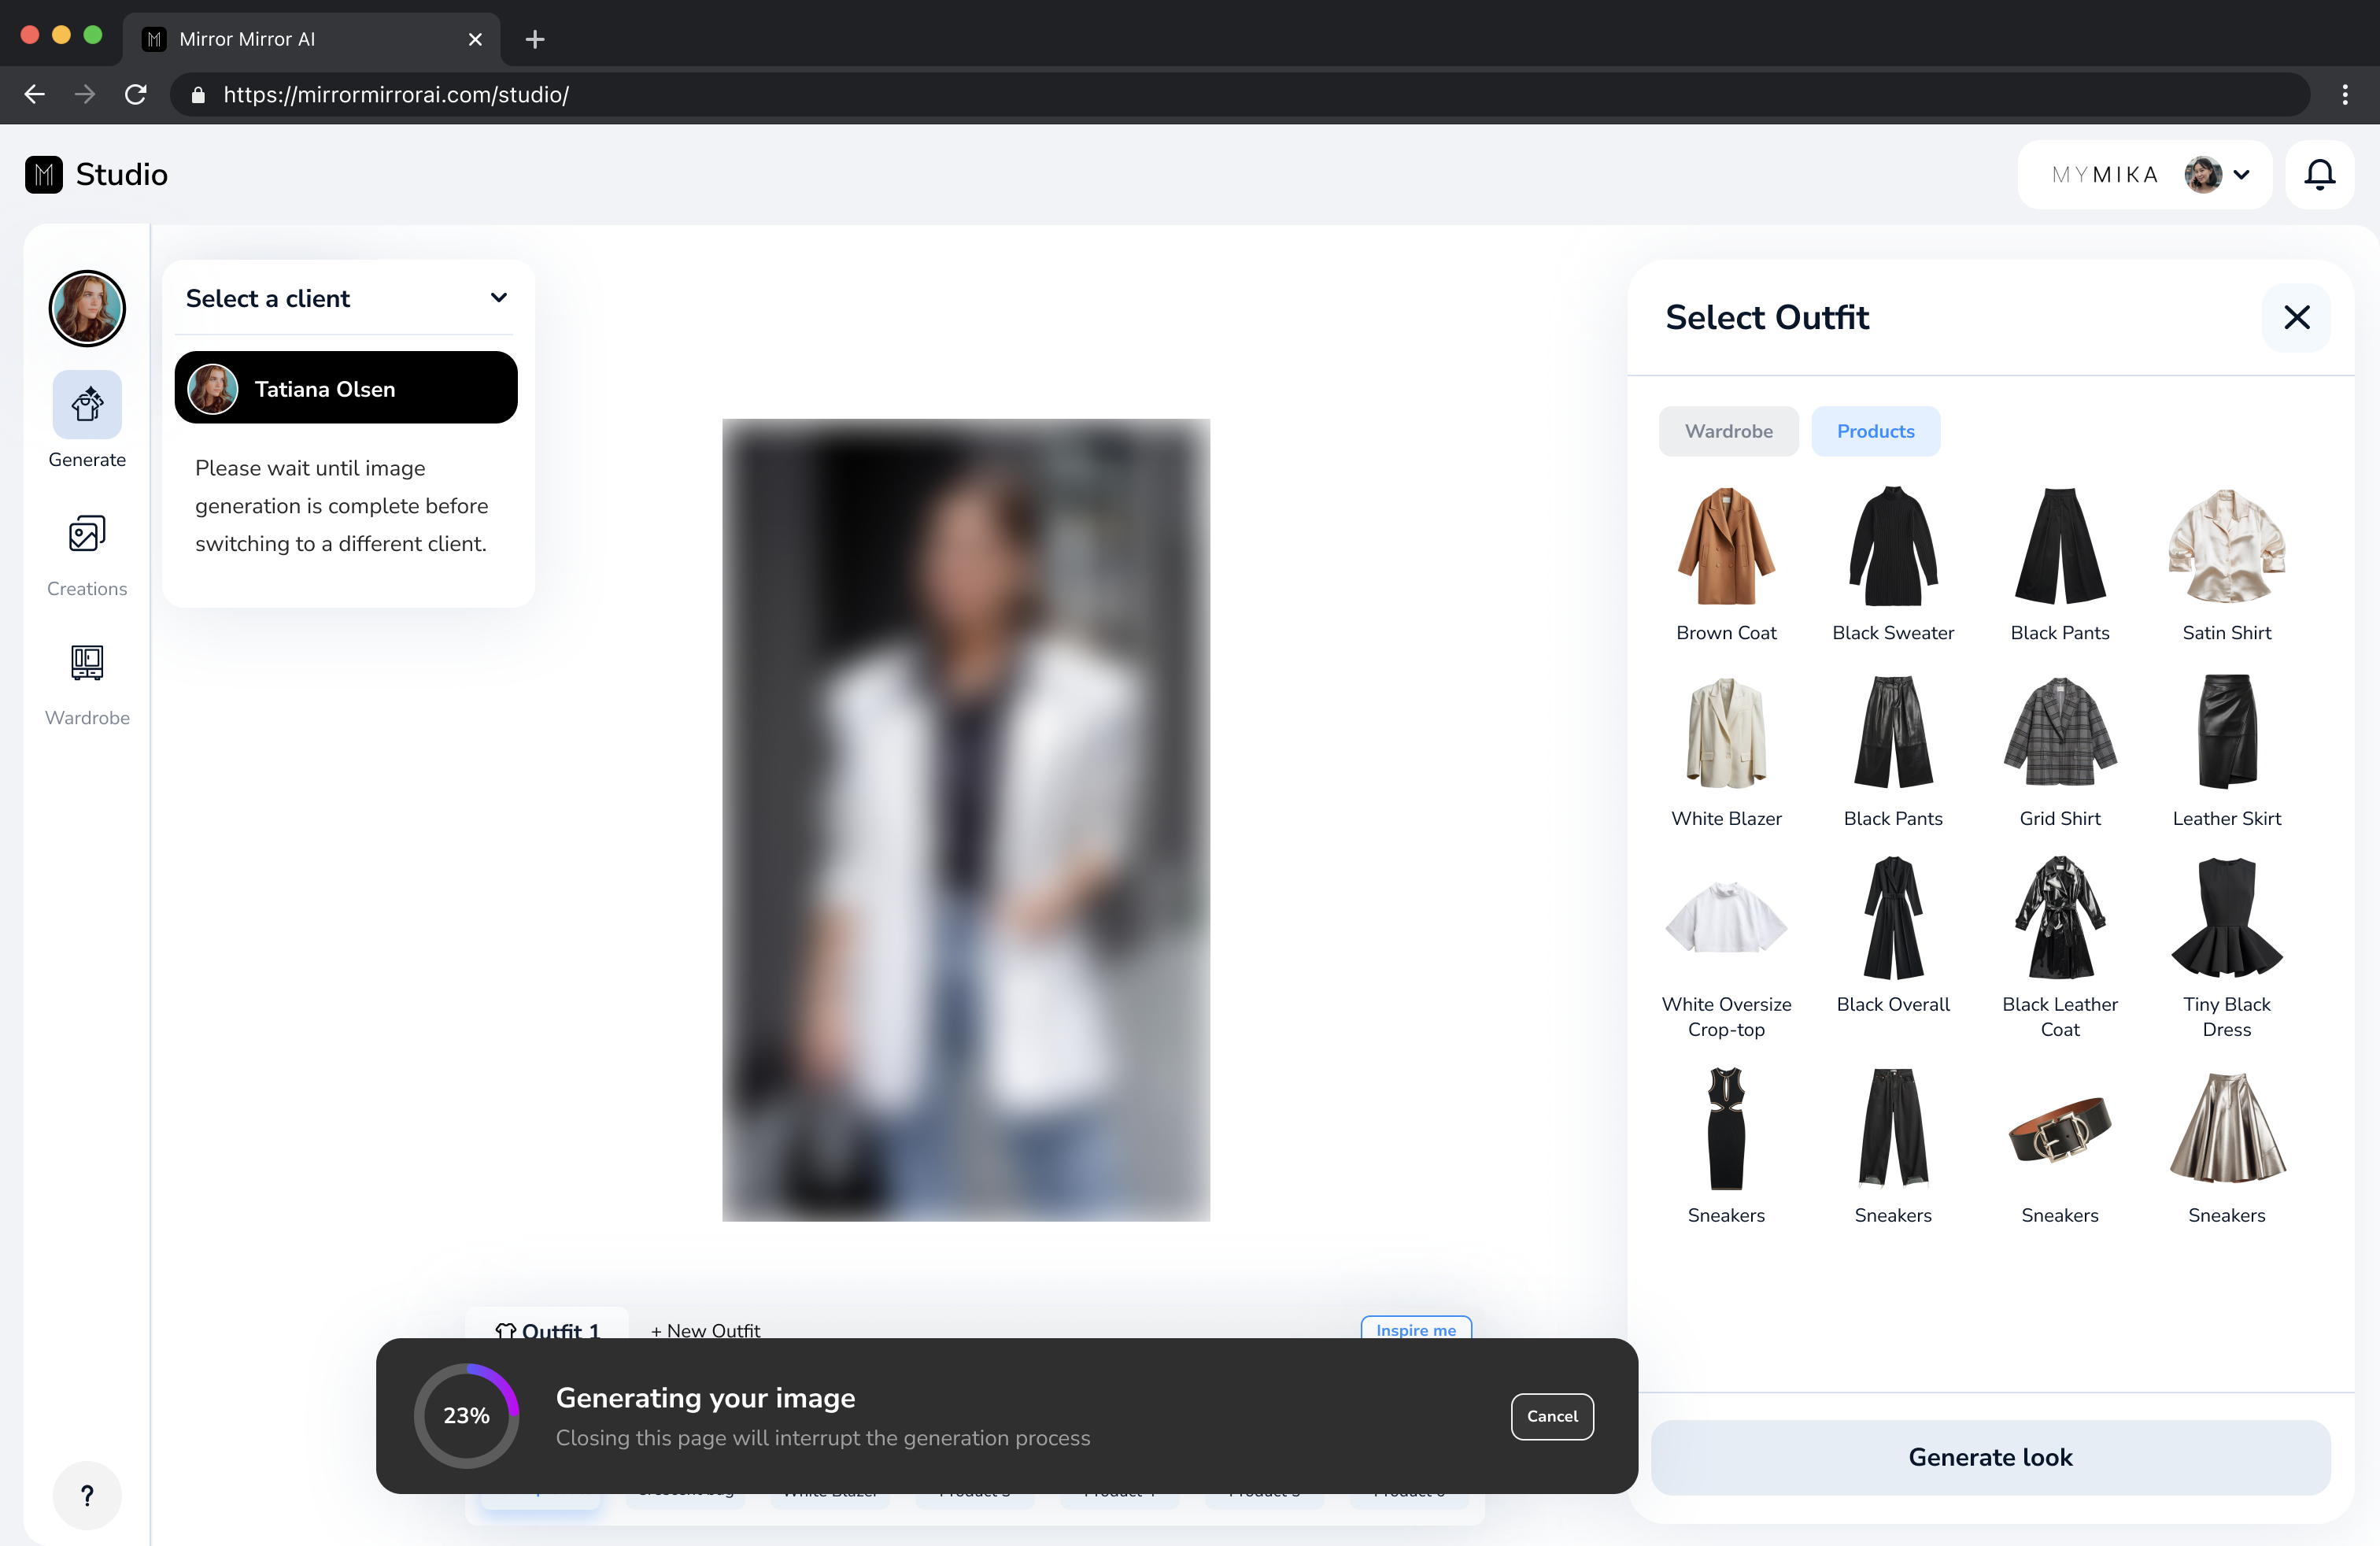 Mirror Mirror AI
https://mirrormirrorai.com/studio/
M Studio
MYMIKA
Generate
Creations
Wardrobe
?
Select a client
Tatiana Olsen
Please wait until image
generation is complete before
switching to a different client.
Select Outfit
Wardrobe Products
Brown Coat Black Sweater Black Pants Satin Shirt
White Blazer Black Pants Grid Shirt Leather Skirt
White Oversize Black Overall Black Leather Tiny Black
Crop-top Coat Dress
Sneakers Sneakers Sneakers Sneakers
Generate look
Outfit 1 + New Outfit Inspire me
23%
Generating your image
Closing this page will interrupt the generation process
Cancel
White Blazer